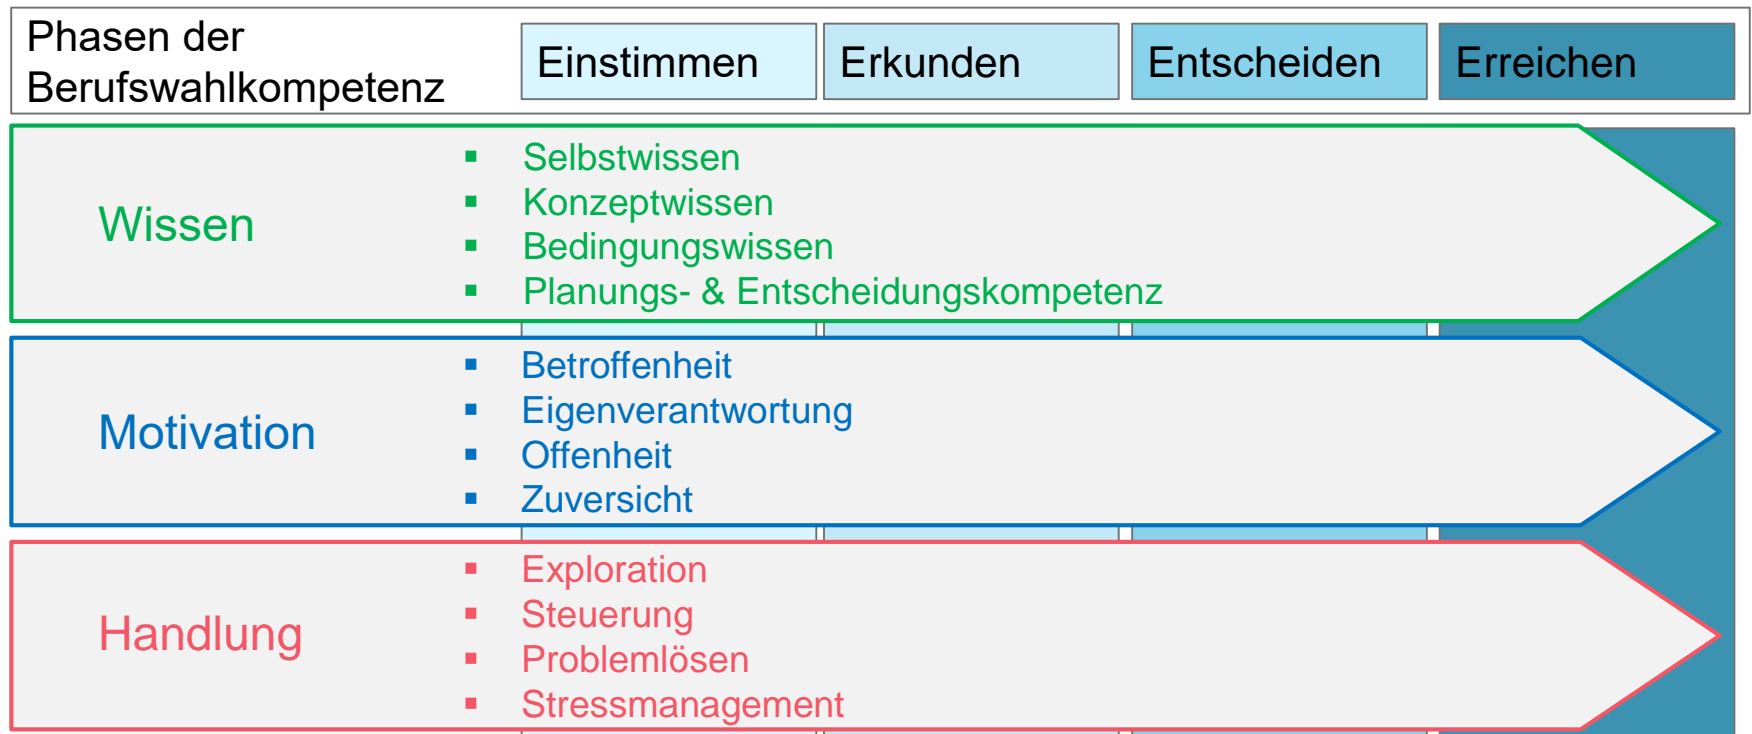 Phasen der
Berufswahlkompetenz
Einstimmen
Erkunden
Entscheiden
Erreichen
Wissen
▪ Selbstwissen
▪ Konzeptwissen
▪ Bedingungswissen
▪ Planungs- & Entscheidungskompetenz
Motivation
▪ Betroffenheit
▪ Eigenverantwortung
▪ Offenheit
▪ Zuversicht
Handlung
▪ Exploration
▪ Steuerung
▪ Problemlösen
▪ Stressmanagement